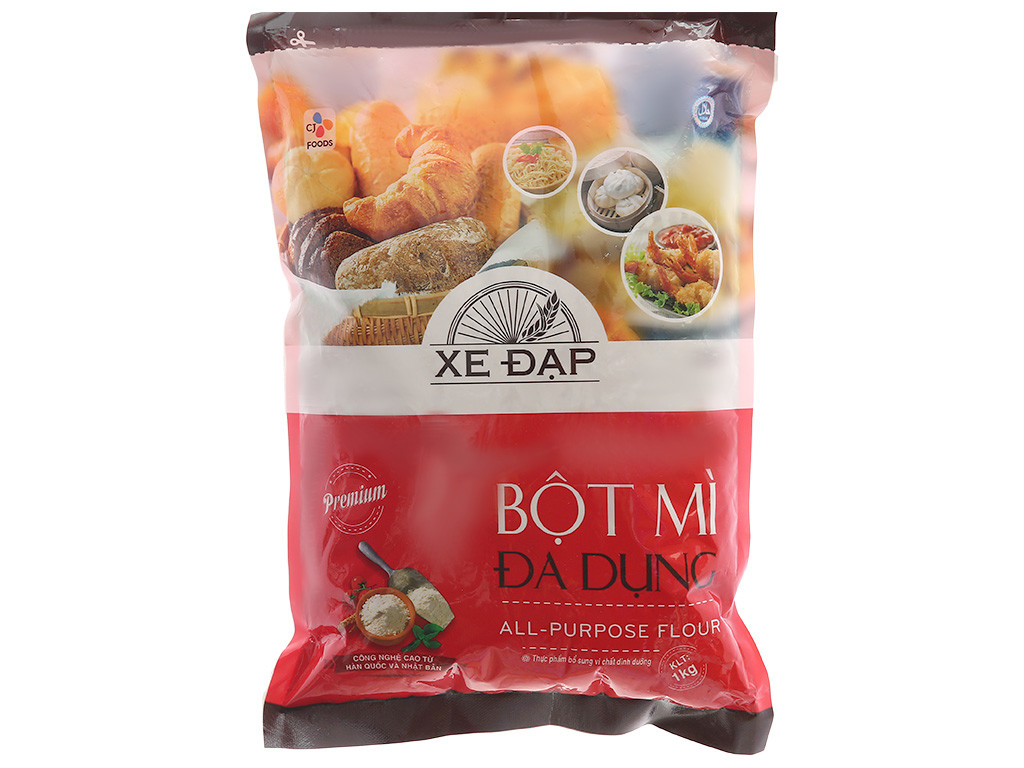 CJ
FOODS
XE ĐẠP
Premium
BỘT MÌ
ĐA DỤNG
ALL-PURPOSE FLOUR
Thực phẩm bổ sung vi chất dinh dưỡng
CÔNG NGHỆ CAO TỪ
HÀN QUỐC VÀ NHẬT BẢN
KLT:
1kg